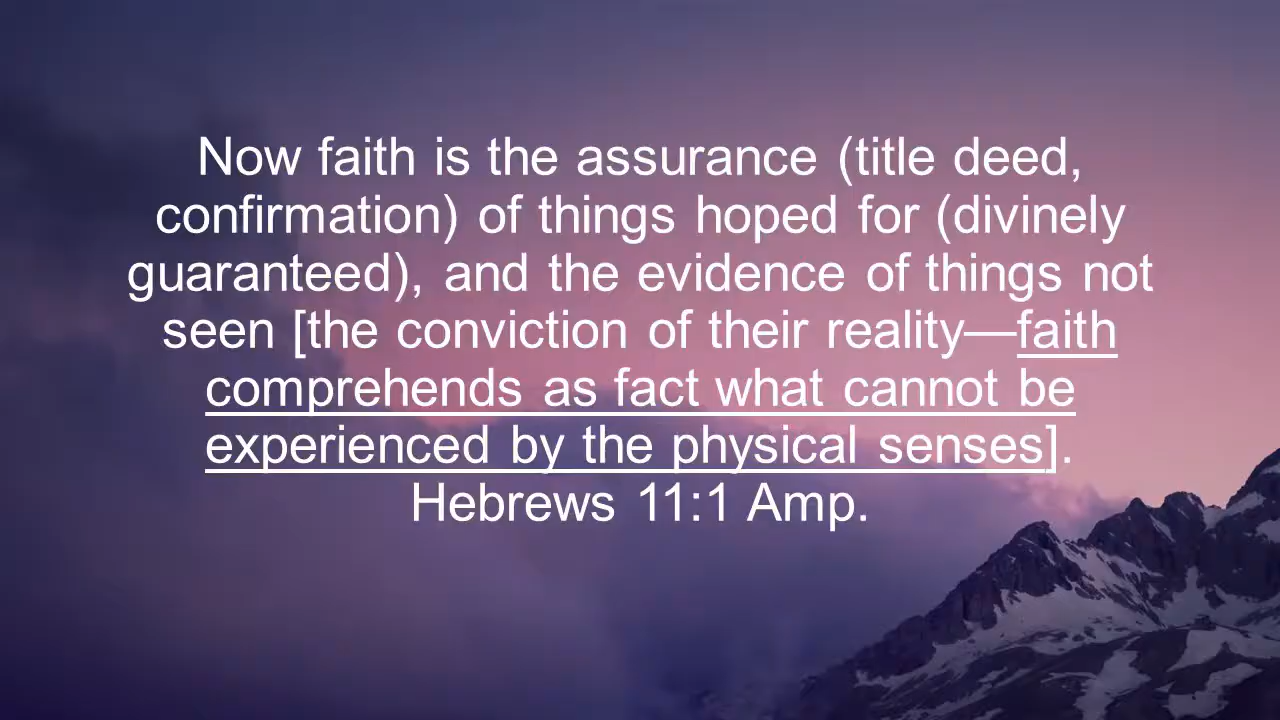 Now faith is the assurance (title deed,
confirmation) of things hoped for (divinely
guaranteed), and the evidence of things not
seen [the conviction of their reality—faith
comprehends as fact what cannot be
experienced by the physical senses].
Hebrews 11:1 Amp.